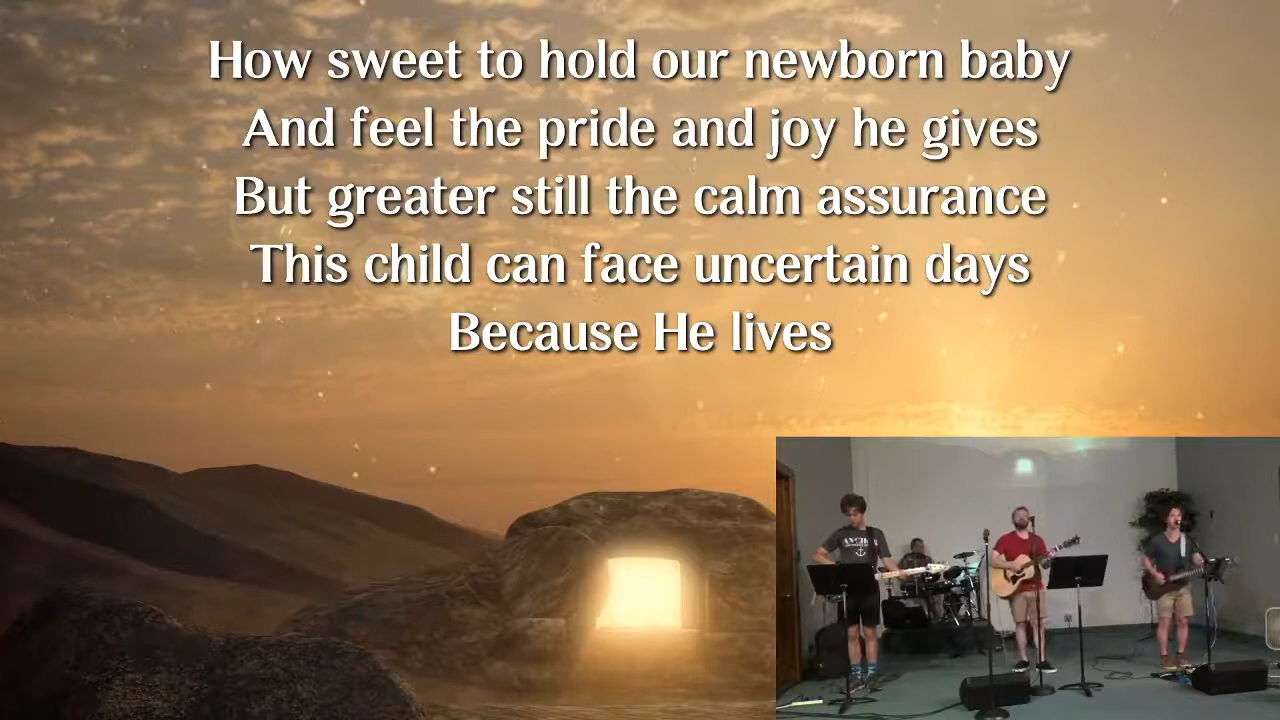 How sweet to hold our newborn baby
And feel the pride and joy he gives
But greater still the calm assurance
This child can face uncertain days
Because He lives
ANCHOR